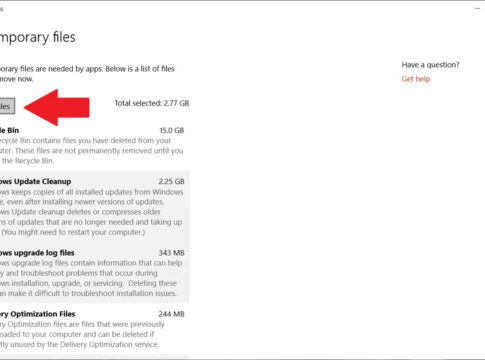 s
mporary files
orary files are needed by apps. Below is a list of files
move now.
Have a question?
Get help
iles
Total selected: 2.77 GB
le Bin 15.0 GB
ecycle Bin contains files you have deleted from your
uter. These files are not permanently removed until you
the Recycle Bin.
ows Update Cleanup 2.25 GB
ows keeps copies of all installed updates from Windows
e, even after installing newer versions of updates.
ows Update cleanup deletes or compresses older
ns of updates that are no longer needed and taking up
(You might need to restart your computer.)
ows upgrade log files 343 MB
ows upgrade log files contain information that can help
y and troubleshoot problems that occur during
ws installation, upgrade, or servicing. Deleting these
an make it difficult to troubleshoot installation issues.
ery Optimization Files 244 MB
ry Optimization Files are files that were previously
oaded to your computer and can be deleted if
tly unused by the Delivery Optimization service.